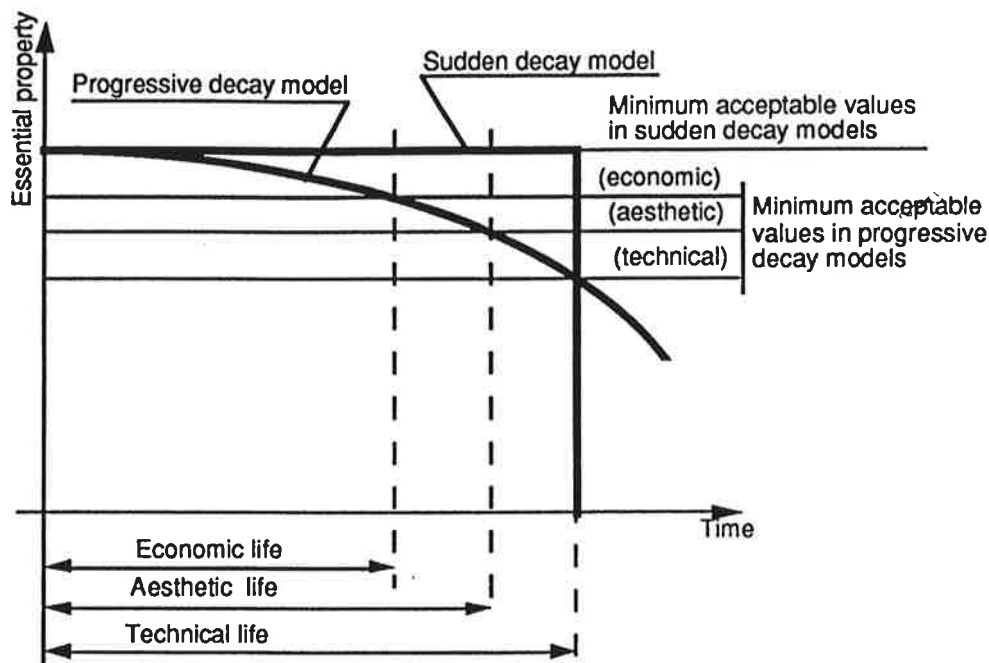 Essential property
Progressive decay model
Sudden decay model
Minimum acceptable values
in sudden decay models
(economic)
(aesthetic)
(technical)
Minimum acceptable
values in progressive
decay models
Time
Economic life
Aesthetic life
Technical life